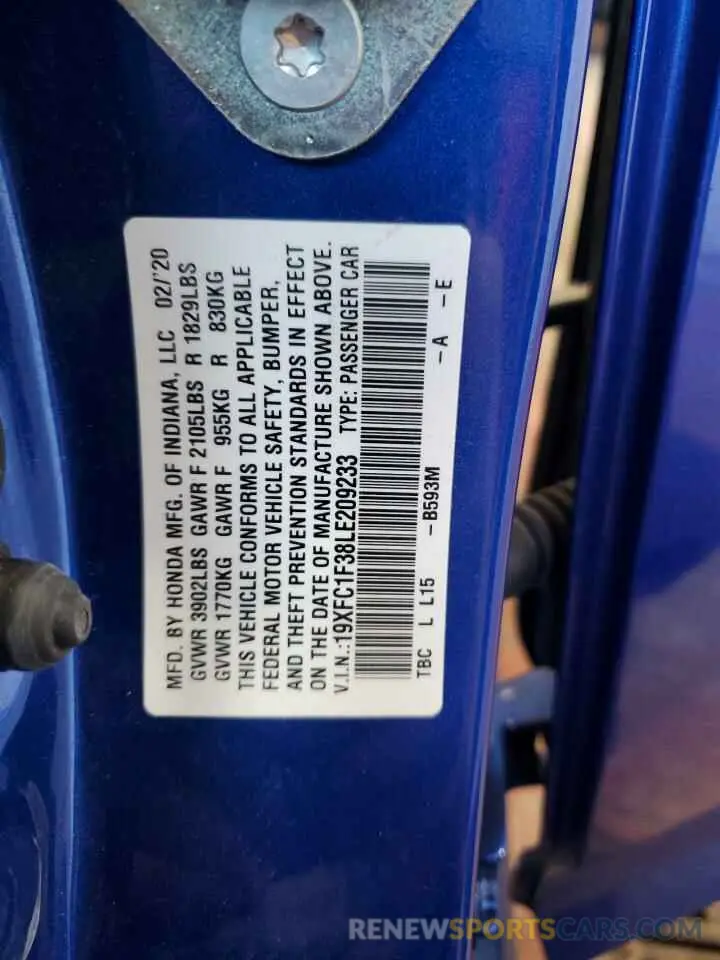 MFD. BY HONDA MFG. OF INDIANA, LLC 02/'20
GVWR 3902LBS GAWR F 2105LBS R 1829LBS
GVWR 1770KG GAWR F 955KG R 830KG
THIS VEHICLE CONFORMS TO ALL APPLICABLE
FEDERAL MOTOR VEHICLE SAFETY, BUMPER,
AND THEFT PREVENTION STANDARDS IN EFFECT
ON THE DATE OF MANUFACTURE SHOWN ABOVE.
V.I.N.:19XFC1F38LE209233 TYPE: PASSENGER CAR
TBC L L15 -B593M -A -E
RENEWSPORTSCAR.COM